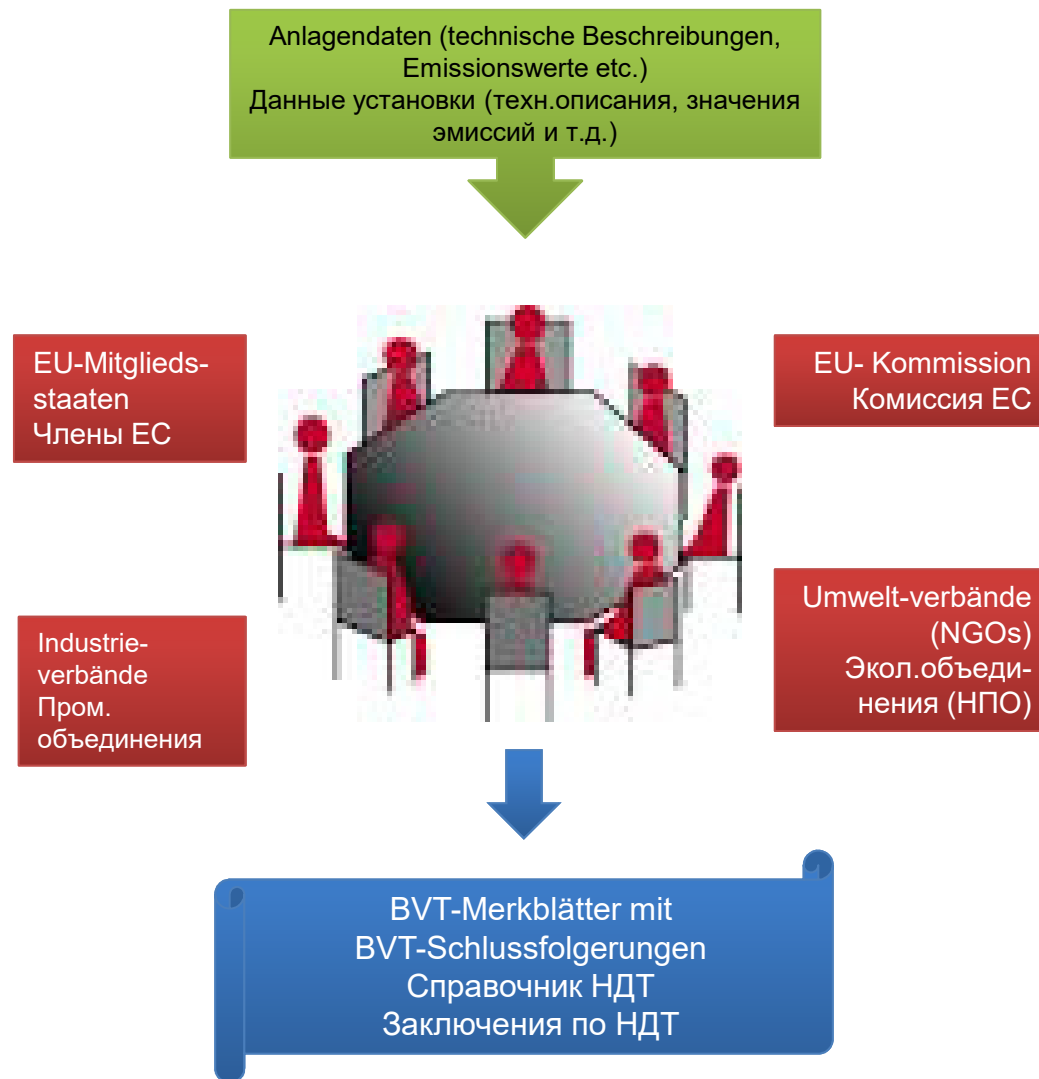 Anlagendaten (technische Beschreibungen,
Emissionswerte etc.)
Данные установки (техн.описания, значения
эмиссий и т.д.)
EU-Mitglieds-
staaten
Члены ЕС
EU- Kommission
Комиссия ЕС
Industrie-
verbände
Пром.
объединения
Umwelt-verbände
(NGOs)
Экол.объеди-
нения (НПО)
BVT-Merkblätter mit
BVT-Schlussfolgerungen
Справочник НДТ
Заключения по НДТ